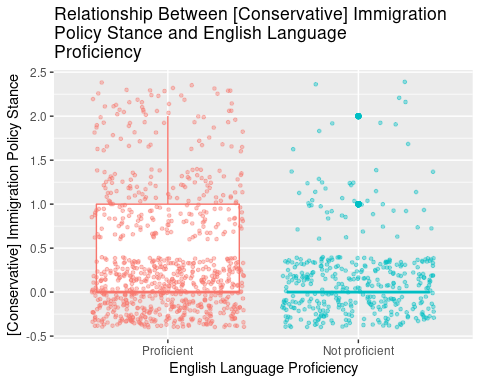 Relationship Between [Conservative] Immigration
Policy Stance and English Language
Proficiency
[Conservative] Immigration Policy Stance
2.5
2.0
1.5
1.0
0.5
0.0
-0.5
Proficient
Not proficient
English Language Proficiency